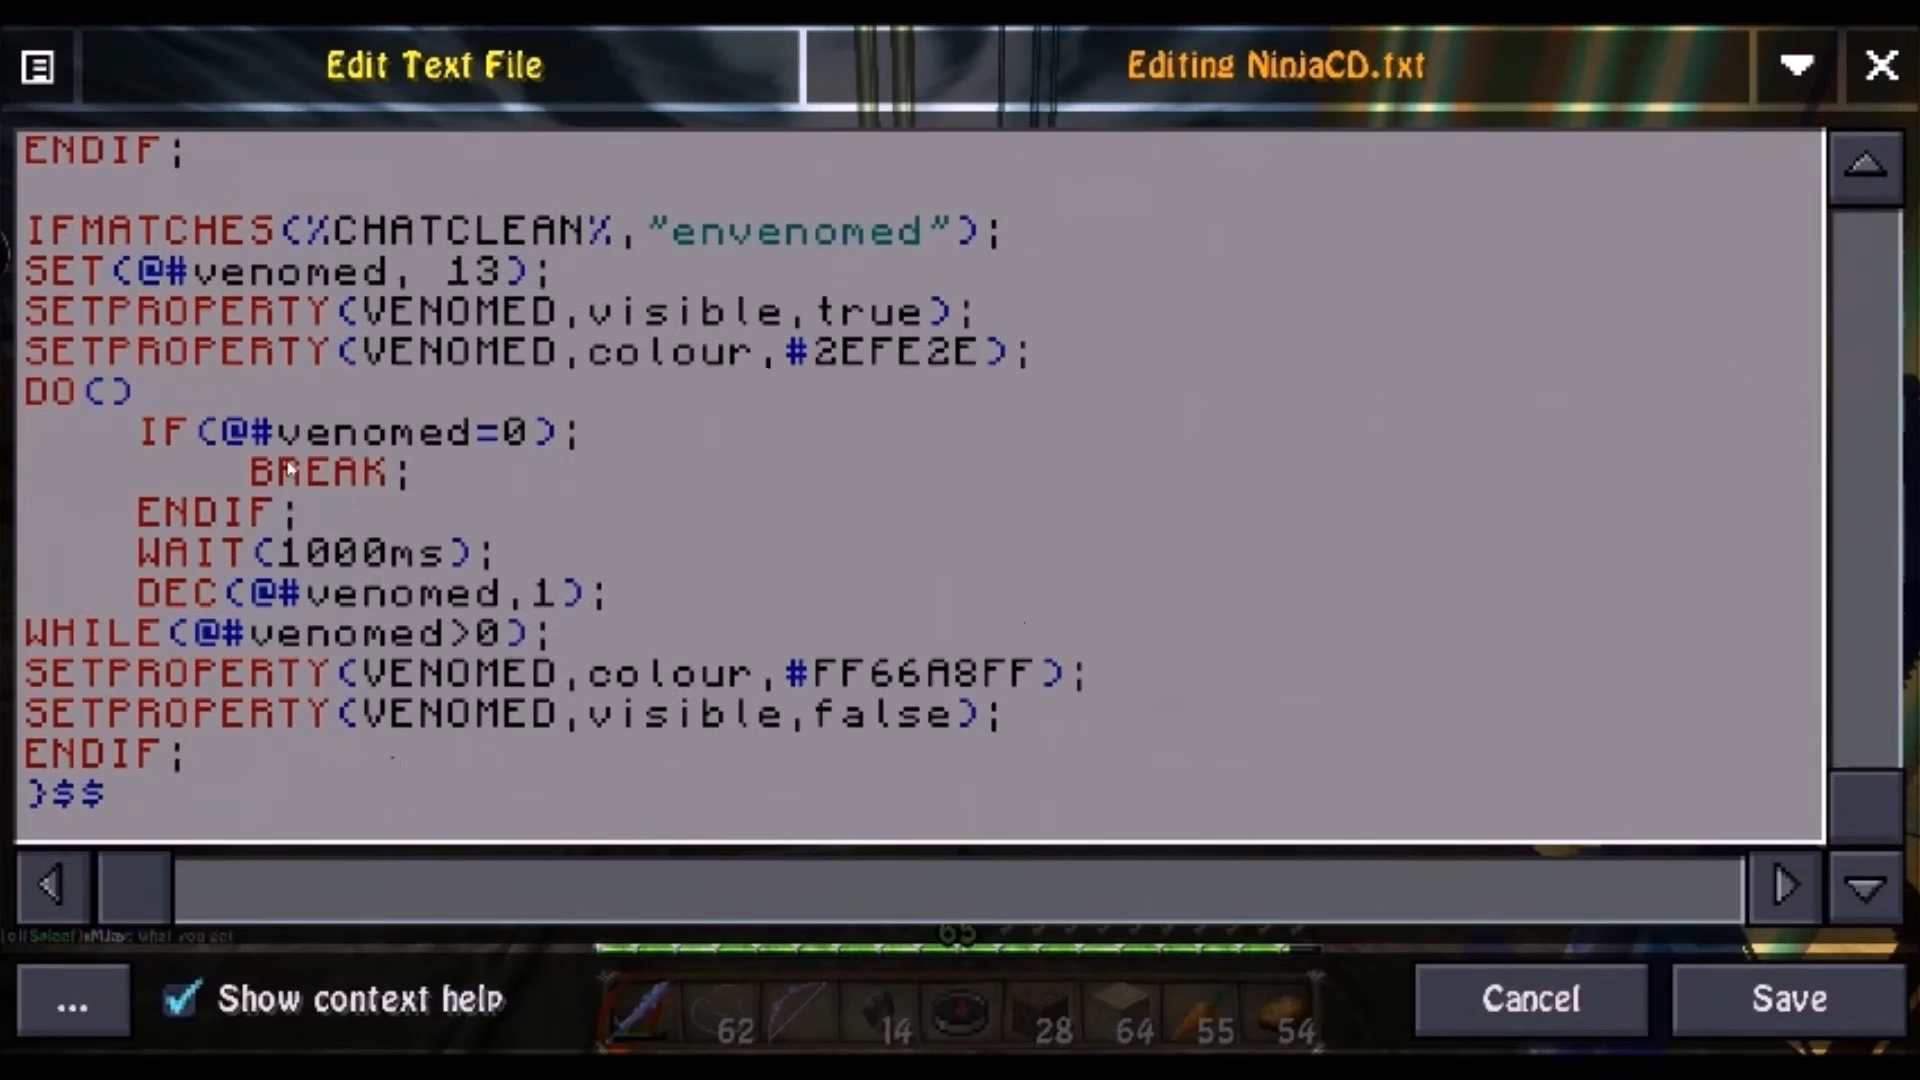 Edit Text File
Editing NinjaCD.txt
ENDIF;
IFMATCHES(%CHATCLEAN%,"envenomed");
SET(@#venomed, 13);
SETPROPERTY(VENOMED,visible,true);
SETPROPERTY(VENOMED,colour,#2EFE2E);
DO()
IF(@#venomed=0);
BREAK;
ENDIF;
WAIT(1000ms);
DEC(@#venomed,1);
WHILE(@#venomed>0);
SETPROPERTY(VENOMED,colour,#FF66A8FF);
SETPROPERTY(VENOMED,visible,false);
ENDIF;
}$$
65
... Show context help
62 14 28 64 55 54
Cancel Save